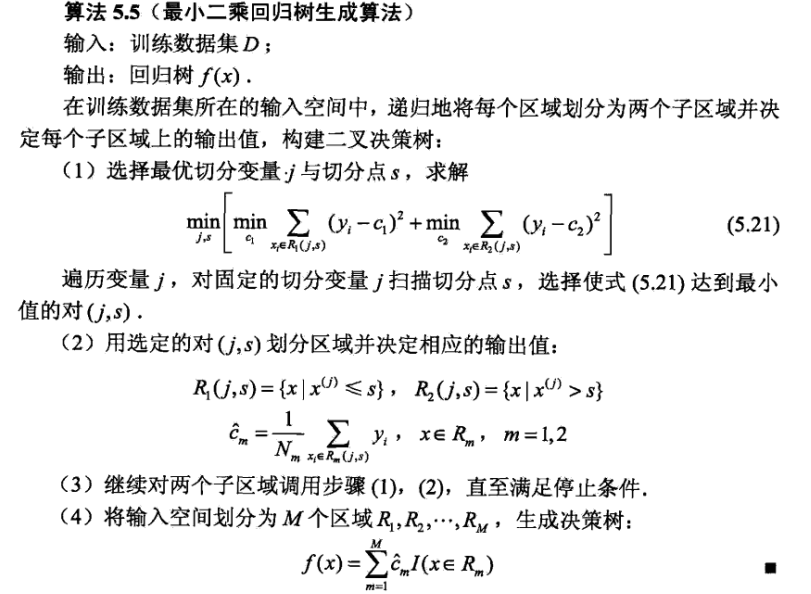 算法 5.5（最小二乘回归树生成算法）
输入：训练数据集 D；
输出：回归树 f(x)．
在训练数据集所在的输入空间中，递归地将每个区域划分为两个子区域并决
定每个子区域上的输出值，构建二叉决策树：
（1）选择最优切分变量 j 与切分点 s，求解
$$\min_{j,s}\left[\min_{c_1}\sum_{x_i\in R_1(j,s)}(y_i-c_1)^2+\min_{c_2}\sum_{x_i\in R_2(j,s)}(y_i-c_2)^2\right]$$ (5.21)
遍历变量 j，对固定的切分变量 j 扫描切分点 s，选择使式 (5.21) 达到最小
值的对 (j,s)．
（2）用选定的对 (j,s) 划分区域并决定相应的输出值：
$$R_1(j,s)=\{x|x^{(j)}\leqslant s\}，R_2(j,s)=\{x|x^{(j)}>s\}$$
$$\hat{c}_m=\frac{1}{N_m}\sum_{x_i\in R_m(j,s)}y_i，x\in R_m，m=1,2$$
（3）继续对两个子区域调用步骤 (1)，(2)，直至满足停止条件．
（4）将输入空间划分为 M 个区域 R₁,R₂,⋯,R_M，生成决策树：
$$f(x)=\sum_{m=1}^{M}\hat{c}_mI(x\in R_m)$$ ■